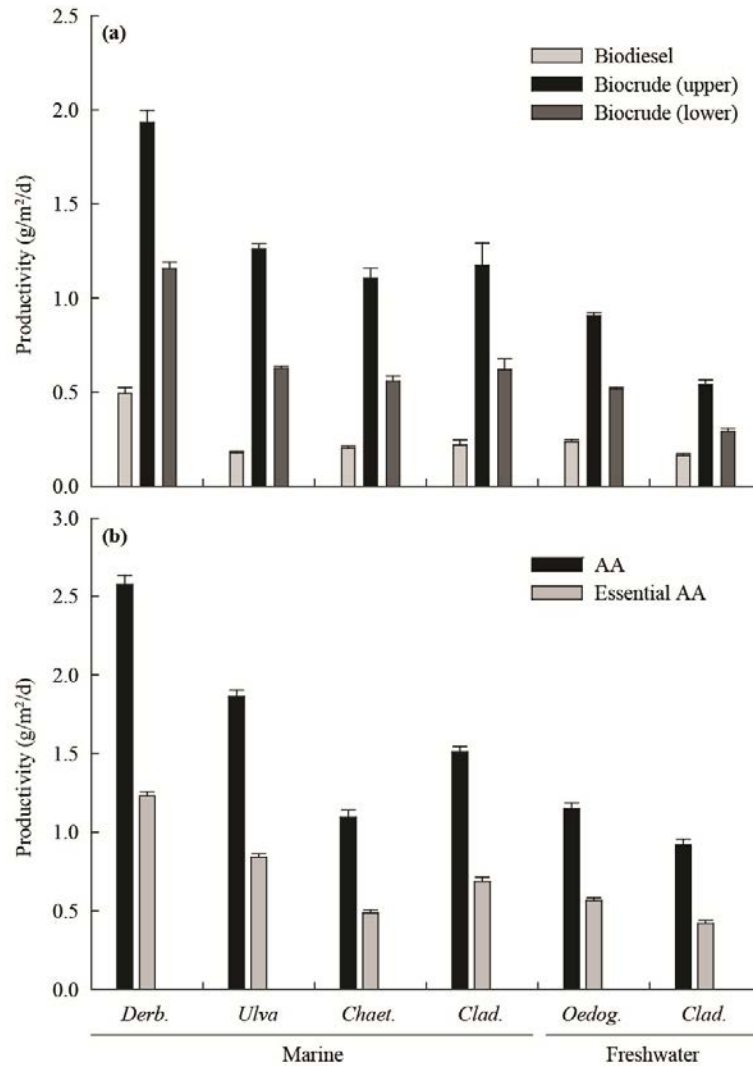 2.5
(a)
Biodiesel
Biocrude (upper)
Biocrude (lower)
2.0
1.5
1.0
0.5
0.0
Productivity (g/m²/d)
3.0
(b)
AA
Essential AA
2.5
2.0
1.5
1.0
0.5
0.0
Productivity (g/m²/d)
Derb. Ulva Chaet. Clad. Oedog. Clad.
Marine Freshwater